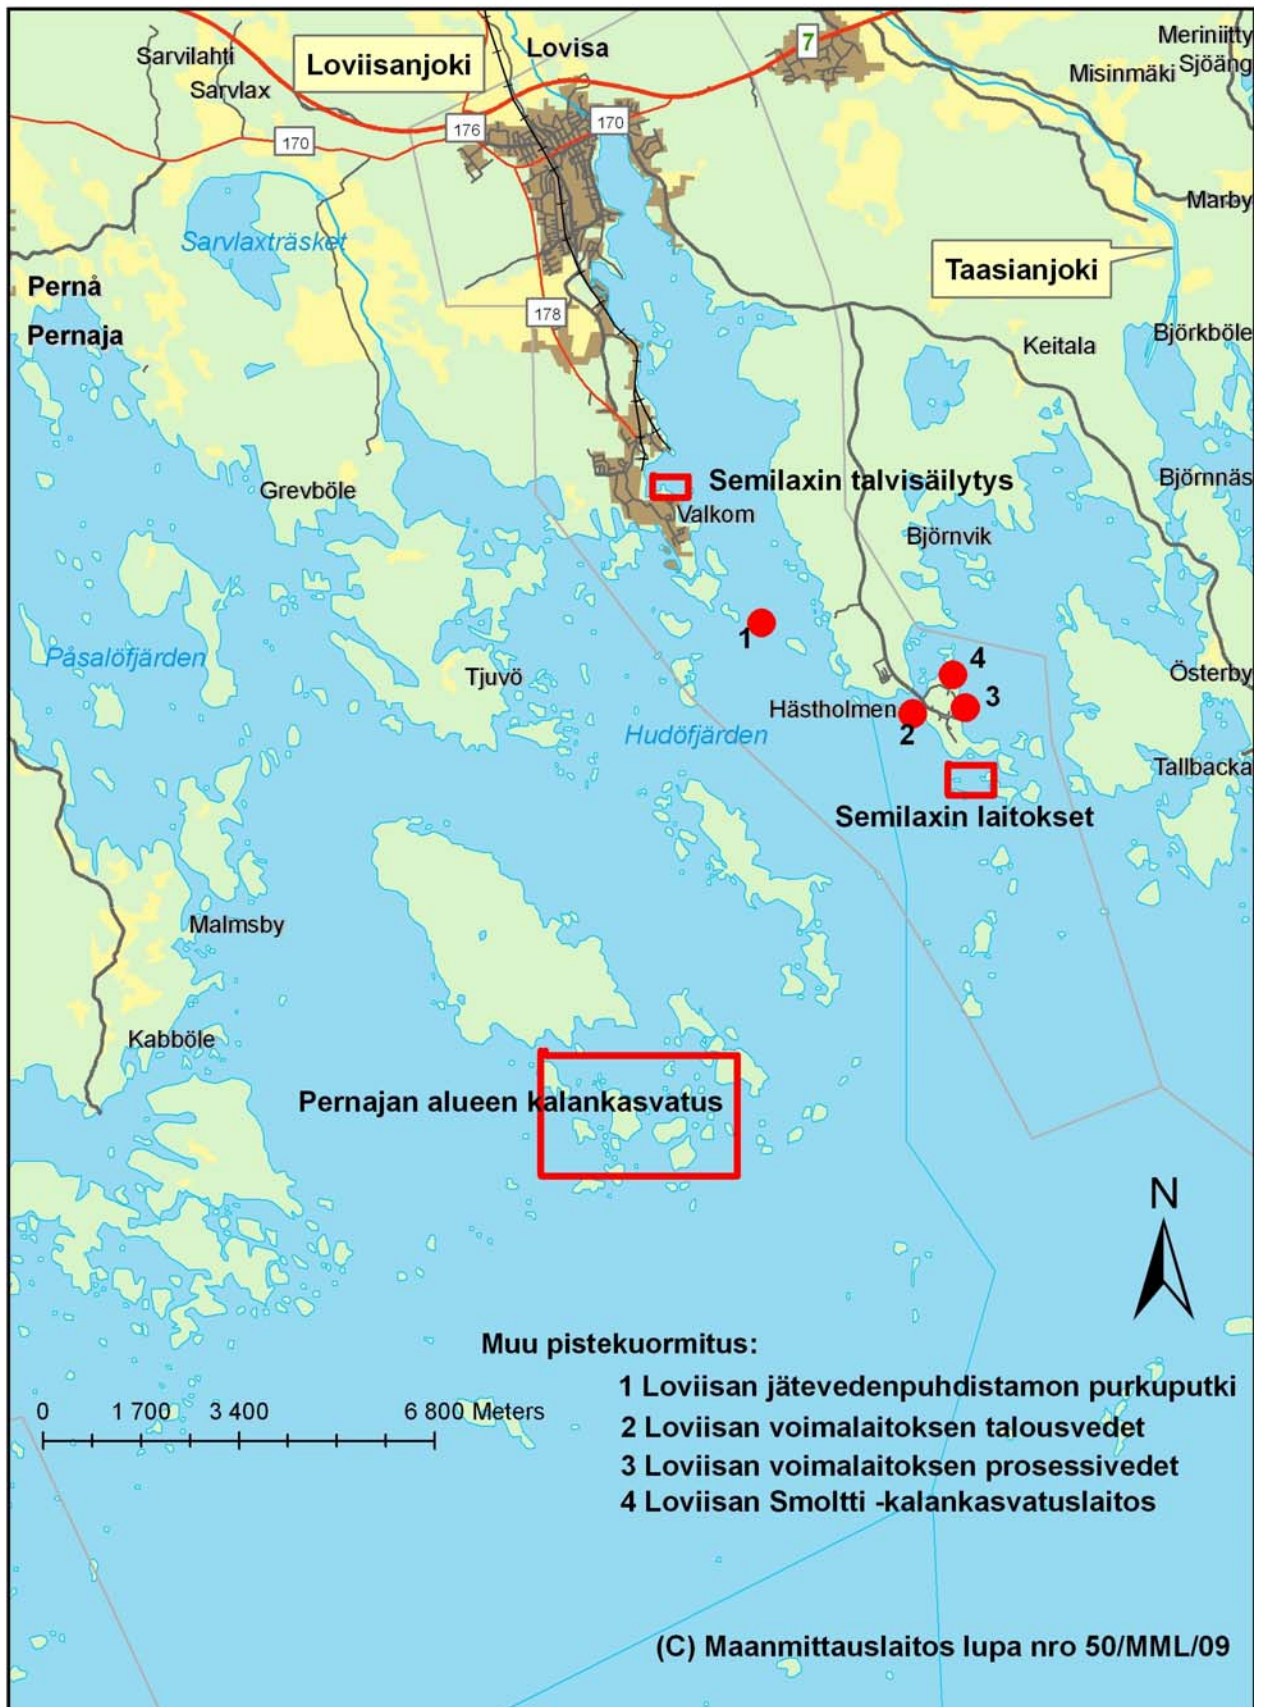 Sarvilahti
Loviisanjoki
Lovisa
7
Meriniitty
Misinmäki
Sjöäng
Sarvlax
176
170
170
Marby
Sarvlaxträsket
Taasianjoki
Pernå
Pernaja
178
Björkböle
Keitala
Grevböle
Semilaxin talvisäilytys
Björnnäs
Valkom
Björnvik
1
4
Påsalöfjärden
Tjuvö
Österby
3
Hästholmen
2
Hudöfjärden
Tallbacka
Semilaxin laitokset
Malmsby
Kabböle
Pernajan alueen kalankasvatus
N
Muu pistekuormitus:
1 Loviisan jätevedenpuhdistamon purkuputki
0 1 700 3 400 6 800 Meters
2 Loviisan voimalaitoksen talousvedet
3 Loviisan voimalaitoksen prosessivedet
4 Loviisan Smoltti -kalankasvatuslaitos
(C) Maanmittauslaitos lupa nro 50/MML/09